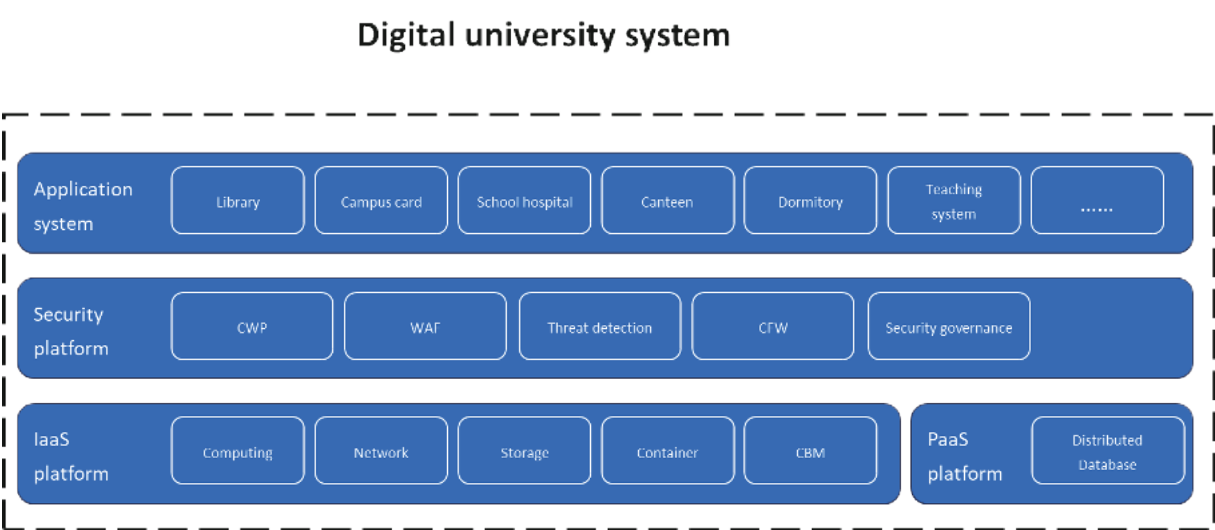 Digital university system
Application
system
Library
Campus card
School hospital
Canteen
Dormitory
Teaching
system
......
Security
platform
CWP
WAF
Threat detection
CFW
Security governance
IaaS
platform
Computing
Network
Storage
Container
CBM
PaaS
platform
Distributed
Database